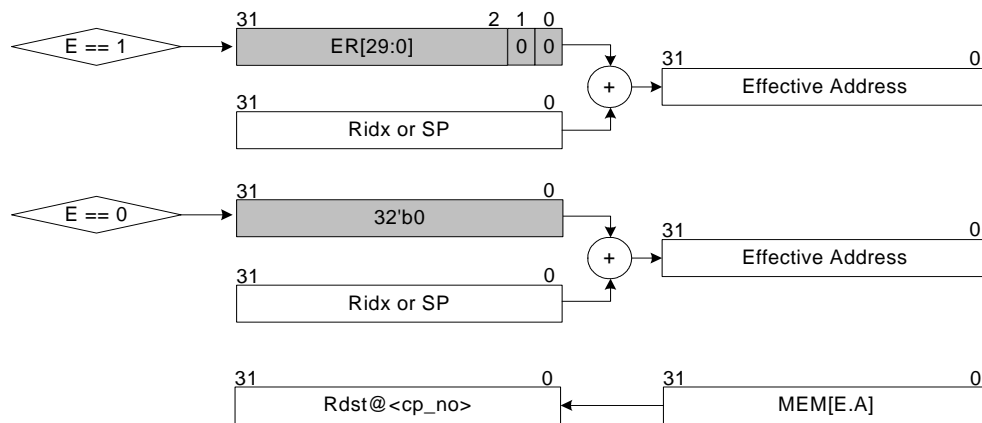 31 2 1 0
E == 1 ER[29:0] 0 0
31 0
+ Effective Address
31 0
Ridx or SP
31 0
E == 0 32'b0
31 0
+ Effective Address
31 0
Ridx or SP
31 0 31 0
Rdst@<cp_no> MEM[E.A]